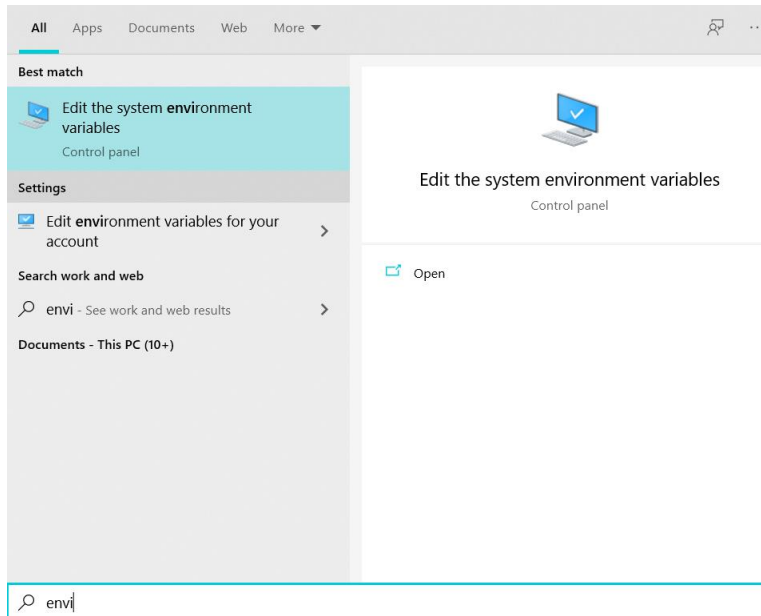 All Apps Documents Web More
Best match
Edit the system environment
variables
Control panel
Settings
Edit environment variables for your
account
Search work and web
envi - See work and web results
Documents - This PC (10+)
Edit the system environment variables
Control panel
Open
envi